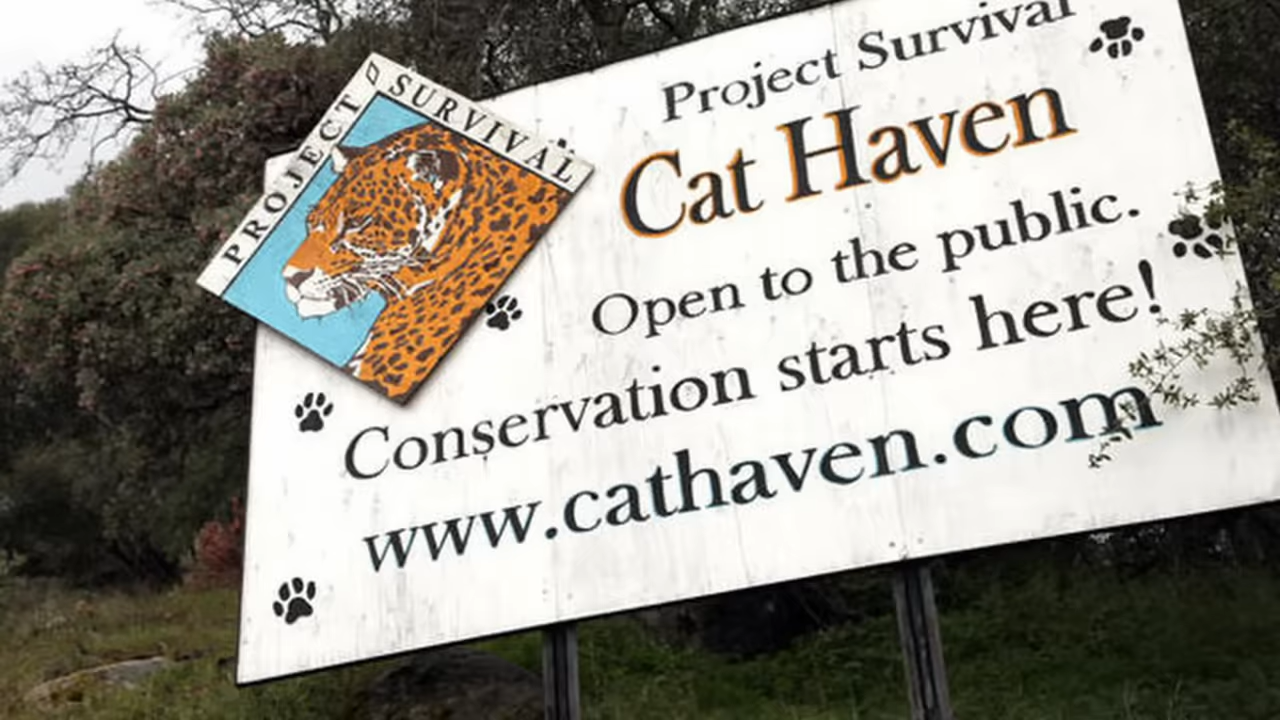 PROJECT SURVIVAL
Project Survival
Cat Haven
Open to the public.
Conservation starts here!
www.cathaven.com